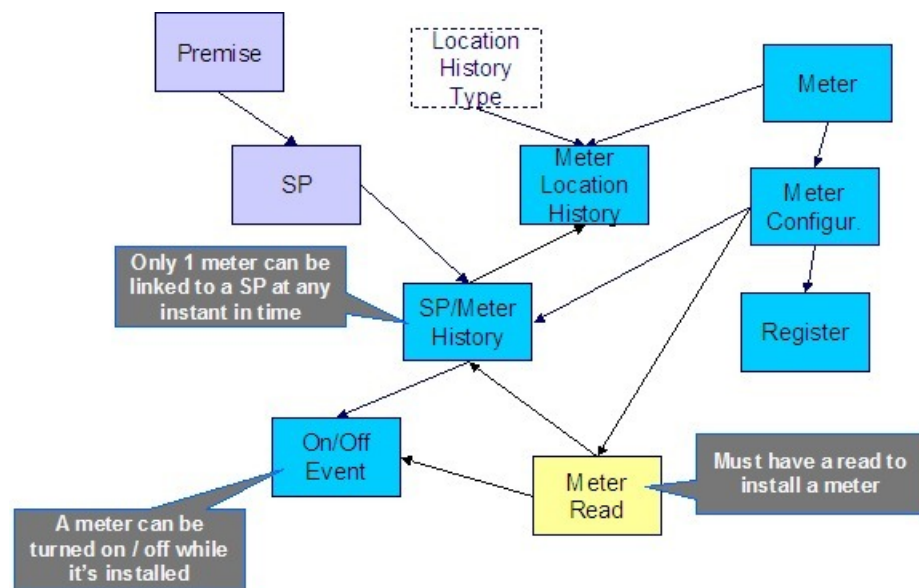 Premise
Location
History
Type
Meter
SP
Meter
Location
History
Meter
Configur.
Only 1 meter can be
linked to a SP at any
instant in time
SP/Meter
History
Register
On/Off
Event
Meter
Read
Must have a read to
install a meter
A meter can be
turned on / off while
it's installed